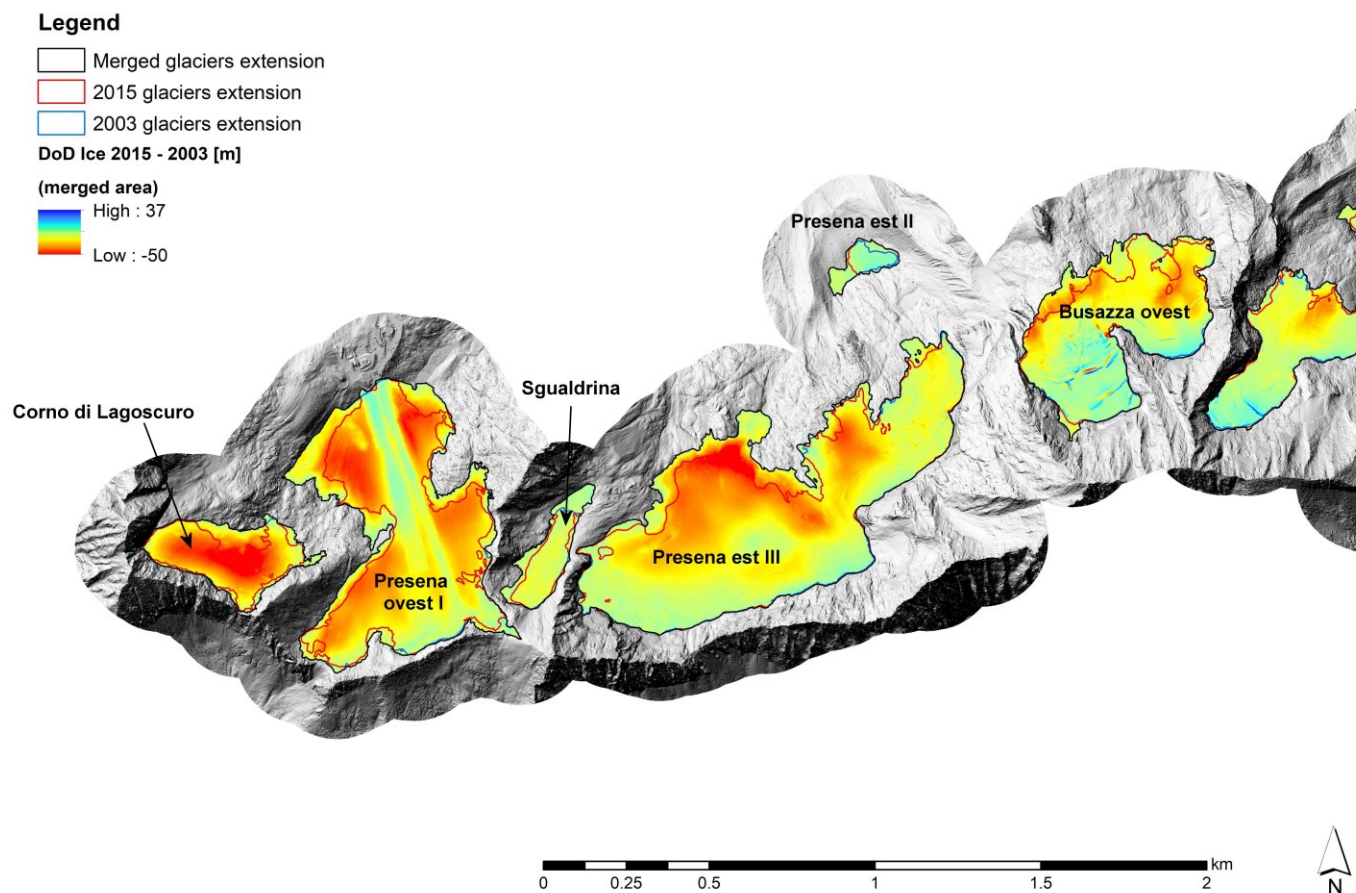 Legend
Merged glaciers extension
2015 glaciers extension
2003 glaciers extension
DoD Ice 2015 - 2003 [m]
(merged area)
High : 37
Low : -50
Presena est II
Busazza ovest
Sgualdrina
Corno di Lagoscuro
Presena est III
Presena
ovest I
km
0 0.25 0.5 1 1.5 2
N